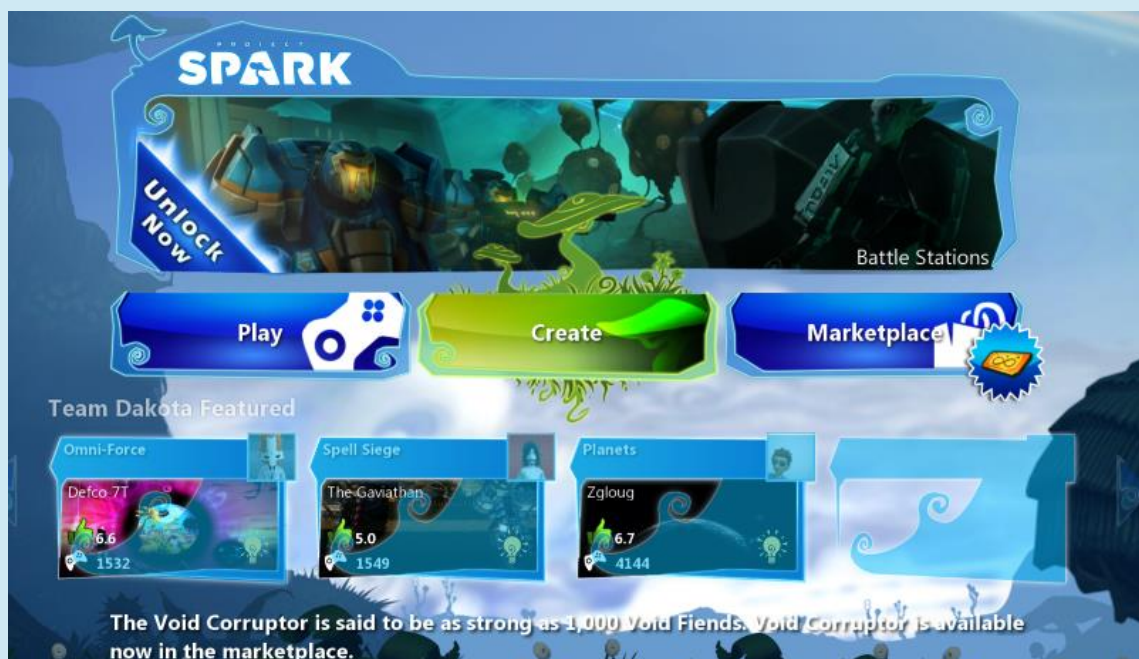 PROJECT
SPARK
Unlock
Now
Battle Stations
Play
Create
Marketplace
Team Dakota Featured
Omni-Force
Spell Siege
Planets
Defco 7T
The Gaviathan
Zgloug
6.6
5.0
6.7
1532
1549
4144
The Void Corruptor is said to be as strong as 1,000 Void Fiends. Void Corruptor is available
now in the marketplace.